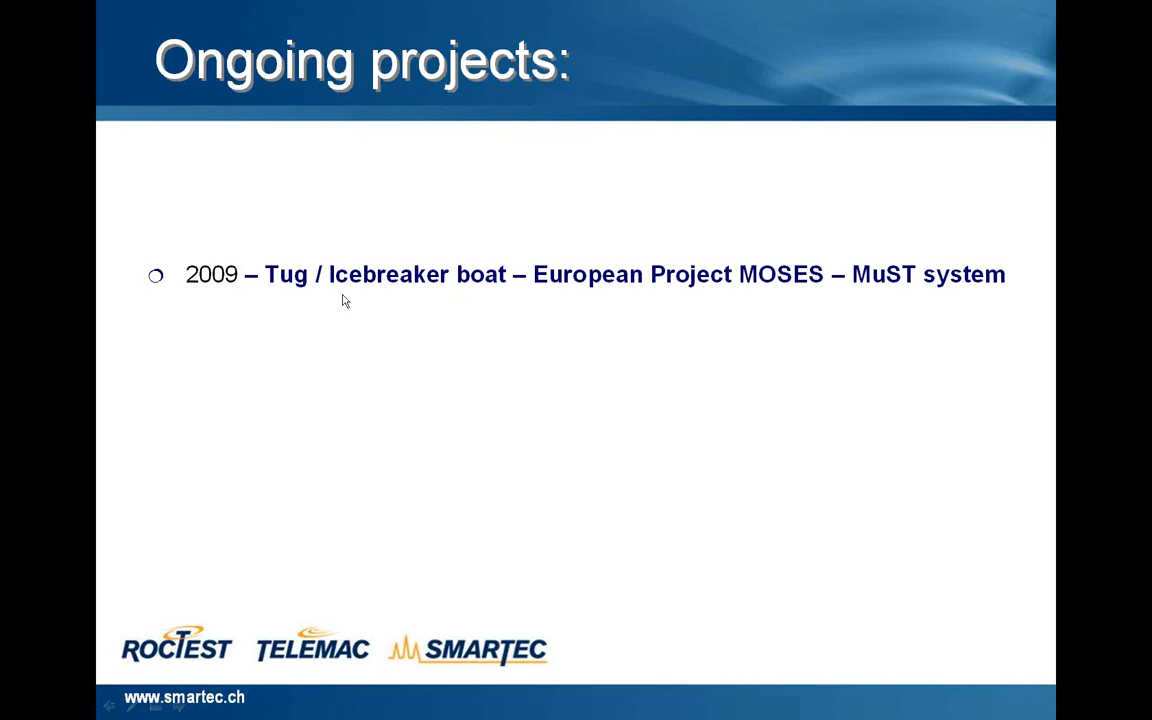 Ongoing projects:
2009 – Tug / Icebreaker boat – European Project MOSES – MuST system
ROCTEST TELEMAC SMARTEC
www.smartec.ch